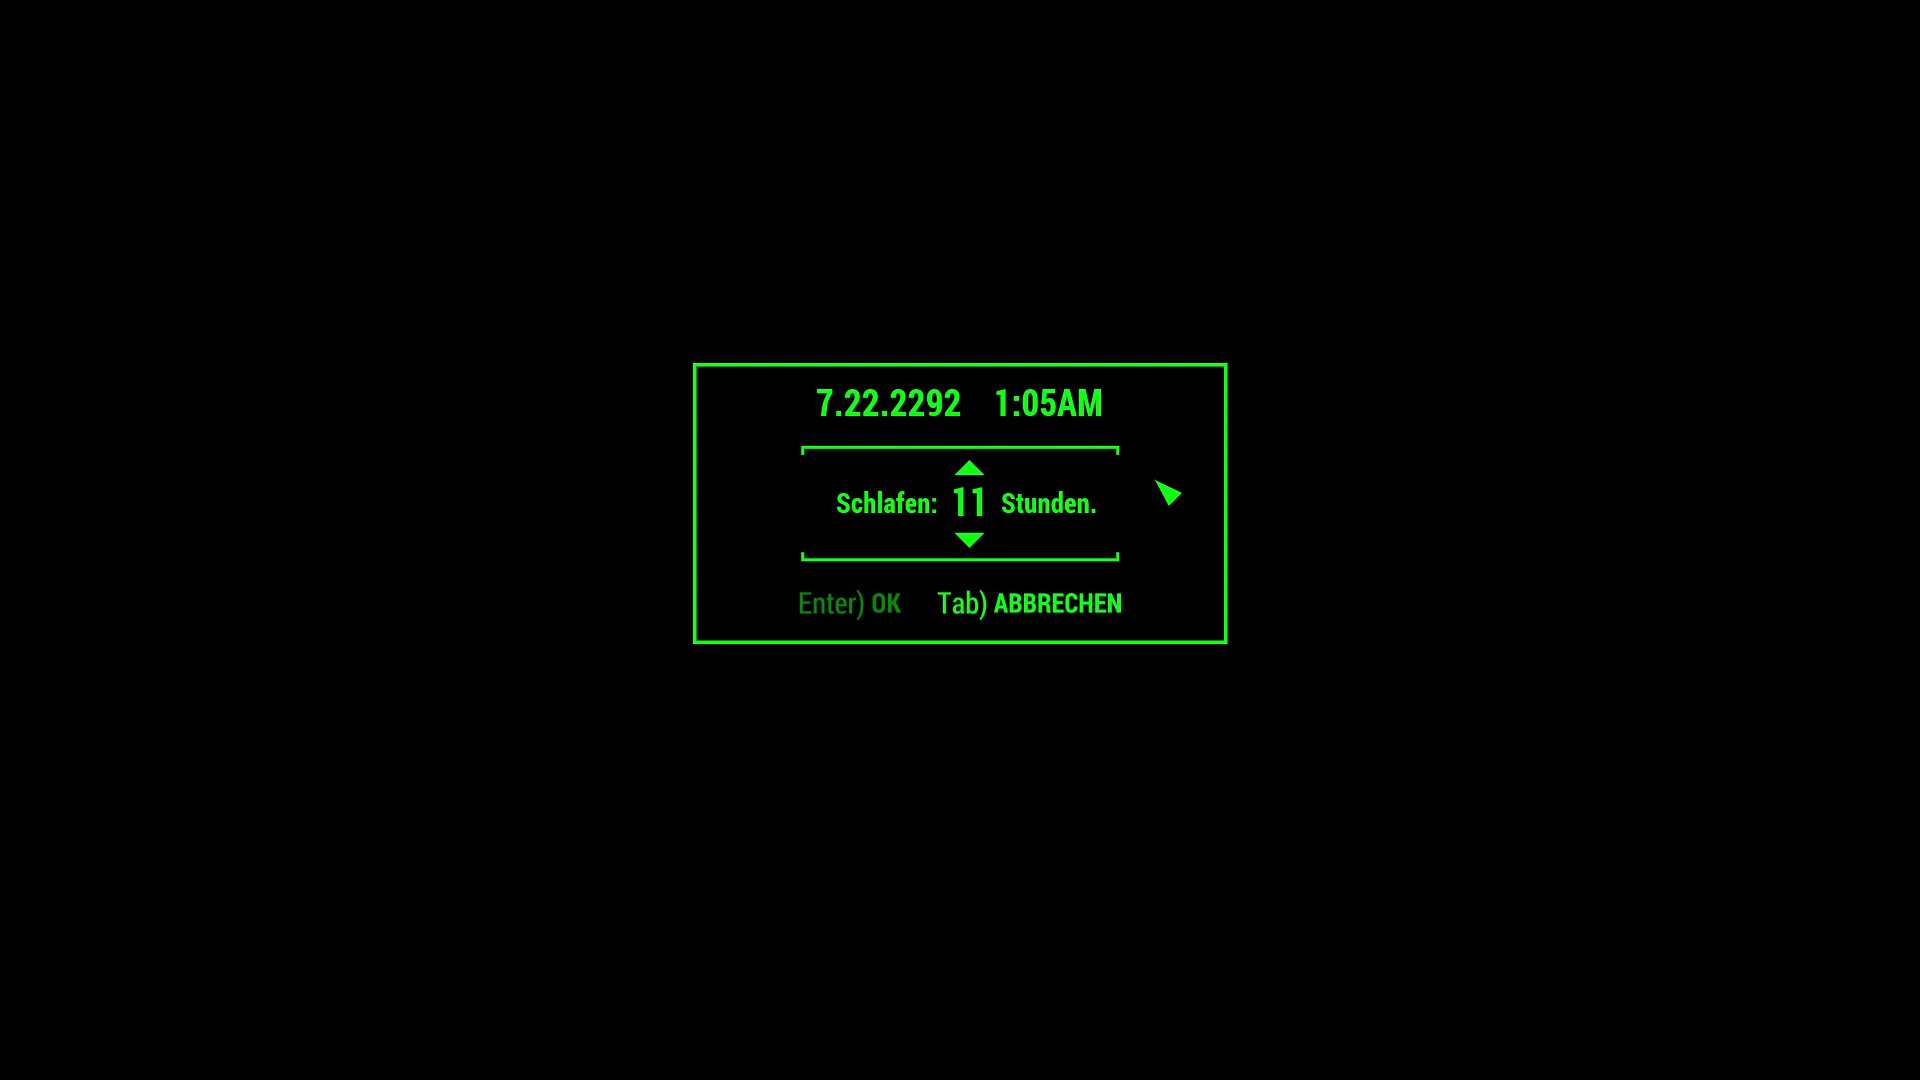 7.22.2292 1:05AM
Schlafen: 11 Stunden.
Enter) OK Tab) ABBRECHEN